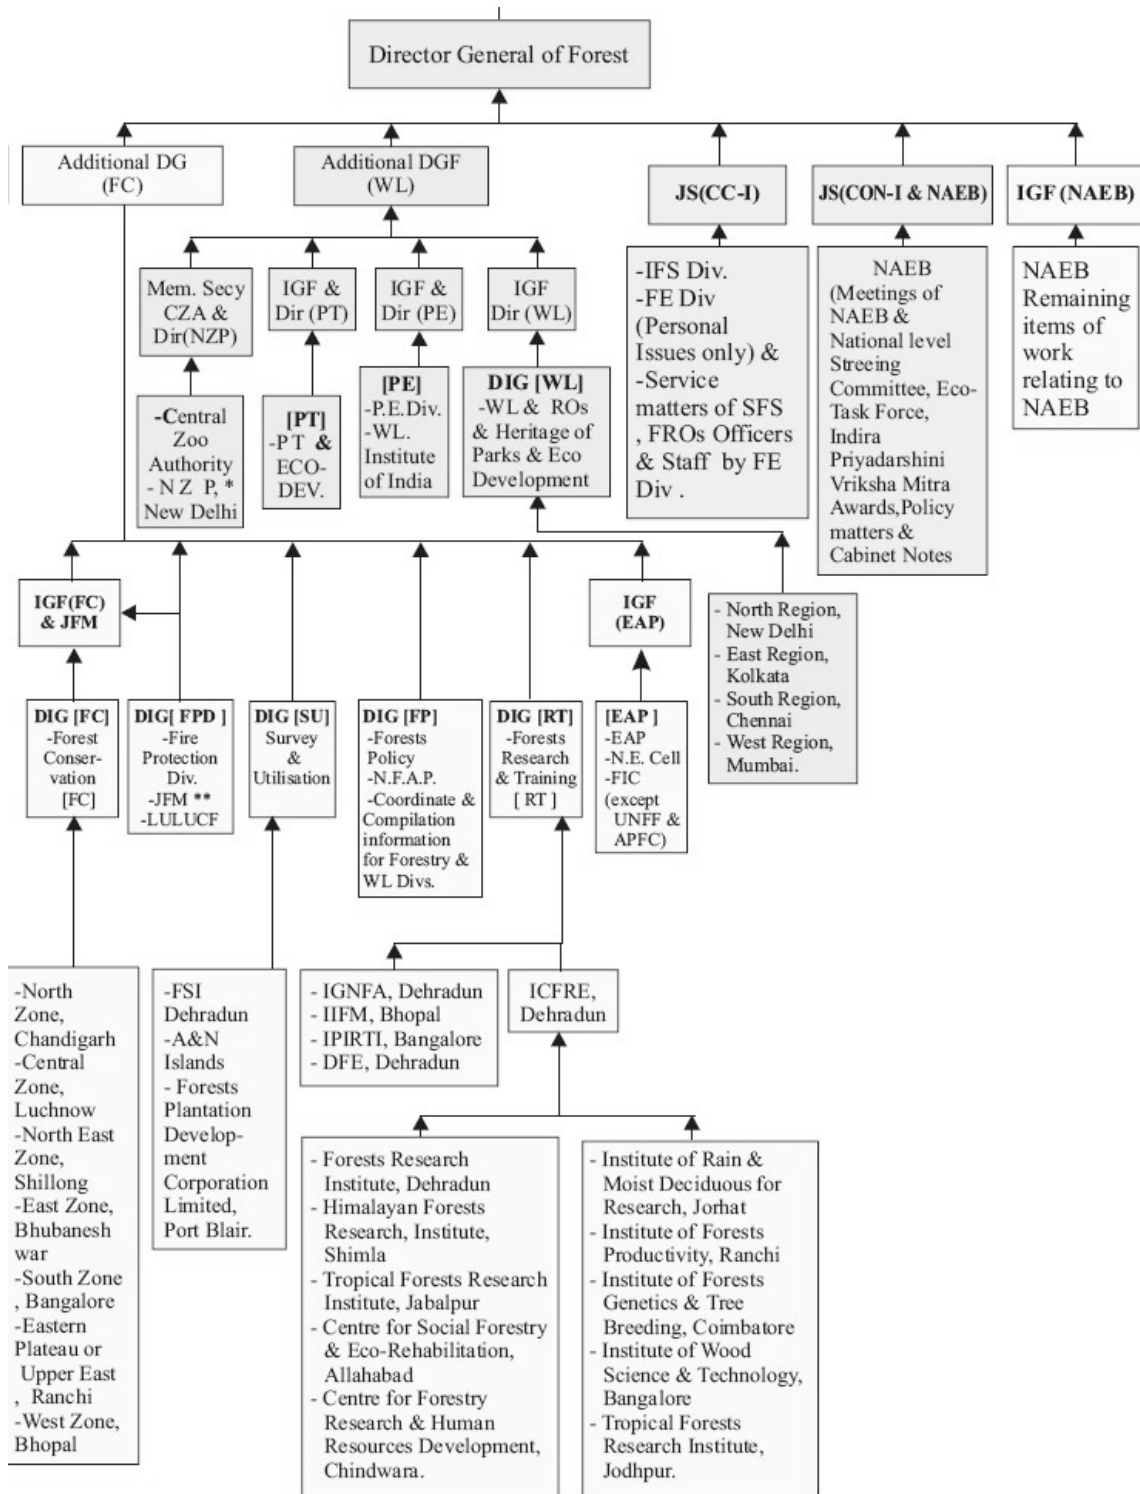 Director General of Forest
Additional DG
(FC)
Additional DGF
(WL)
JS(CC-I)
JS(CON-I & NAEB)
IGF (NAEB)
Mem. Secy
CZA &
Dir(NZP)
IGF &
Dir (PT)
IGF &
Dir (PE)
IGF
Dir (WL)
-IFS Div.
-FE Div
(Personal
Issues only) &
-Service
matters of SFS
, FROs Officers
& Staff by FE
Div .
NAEB
(Meetings of
NAEB &
National level
Streeing
Committee, Eco-
Task Force,
Indira
Priyadarshini
Vriksha Mitra
Awards,Policy
matters &
Cabinet Notes
NAEB
Remaining
items of
work
relating to
NAEB
-Central
Zoo
Authority
- N Z P, *
New Delhi
[PT]
-P T &
ECO-
DEV.
[PE]
-P.E.Div.
-WL.
Institute
of India
DIG [WL]
-WL & ROs
& Heritage of
Parks & Eco
Development
IGF(FC)
& JFM
IGF
(EAP)
- North Region,
New Delhi
- East Region,
Kolkata
- South Region,
Chennai
- West Region,
Mumbai.
DIG [FC]
-Forest
Conser-
vation
[FC]
DIG[ FPD ]
-Fire
Protection
Div.
-JFM **
-LULUCF
DIG [SU]
Survey
&
Utilisation
DIG [FP]
-Forests
Policy
-N.F.A.P.
-Coordinate &
Compilation
information
for Forestry &
WL Divs.
DIG [RT]
-Forests
Research
& Training
[ RT ]
[EAP ]
-EAP
-N.E. Cell
-FIC
(except
UNFF &
APFC)
-North
Zone,
Chandigarh
-Central
Zone,
Luchnow
-North East
Zone,
Shillong
-East Zone,
Bhubanesh
war
-South Zone
, Bangalore
-Eastern
Plateau or
Upper East
, Ranchi
-West Zone,
Bhopal
-FSI
Dehradun
-A&N
Islands
- Forests
Plantation
Develop-
ment
Corporation
Limited,
Port Blair.
- IGNFA, Dehradun
- IIFM, Bhopal
- IPIRTI, Bangalore
- DFE, Dehradun
ICFRE,
Dehradun
- Forests Research
Institute, Dehradun
- Himalayan Forests
Research, Institute,
Shimla
- Tropical Forests Research
Institute, Jabalpur
- Centre for Social Forestry
& Eco-Rehabilitation,
Allahabad
- Centre for Forestry
Research & Human
Resources Development,
Chindwara.
- Institute of Rain &
Moist Deciduous for
Research, Jorhat
- Institute of Forests
Productivity, Ranchi
- Institute of Forests
Genetics & Tree
Breeding, Coimbatore
- Institute of Wood
Science & Technology,
Bangalore
- Tropical Forests
Research Institute,
Jodhpur.